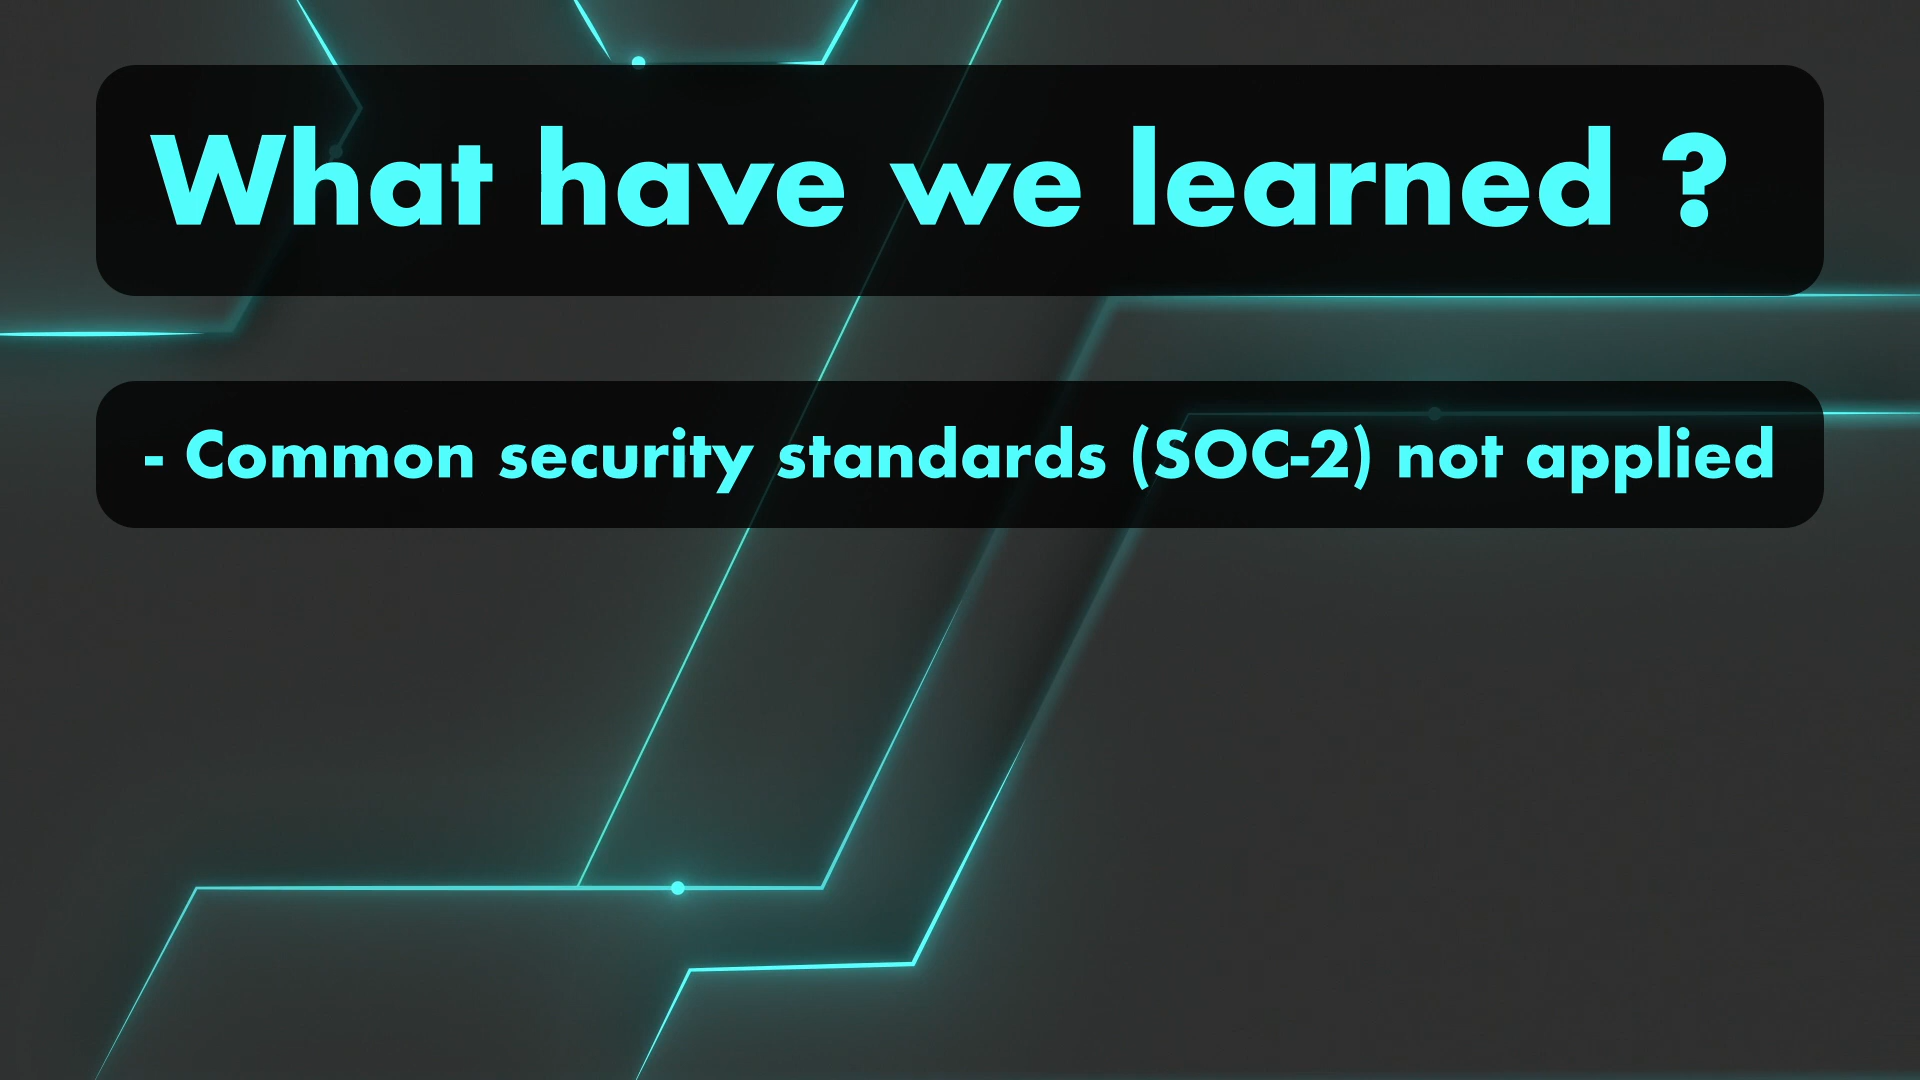 What have we learned ?
- Common security standards (SOC-2) not applied